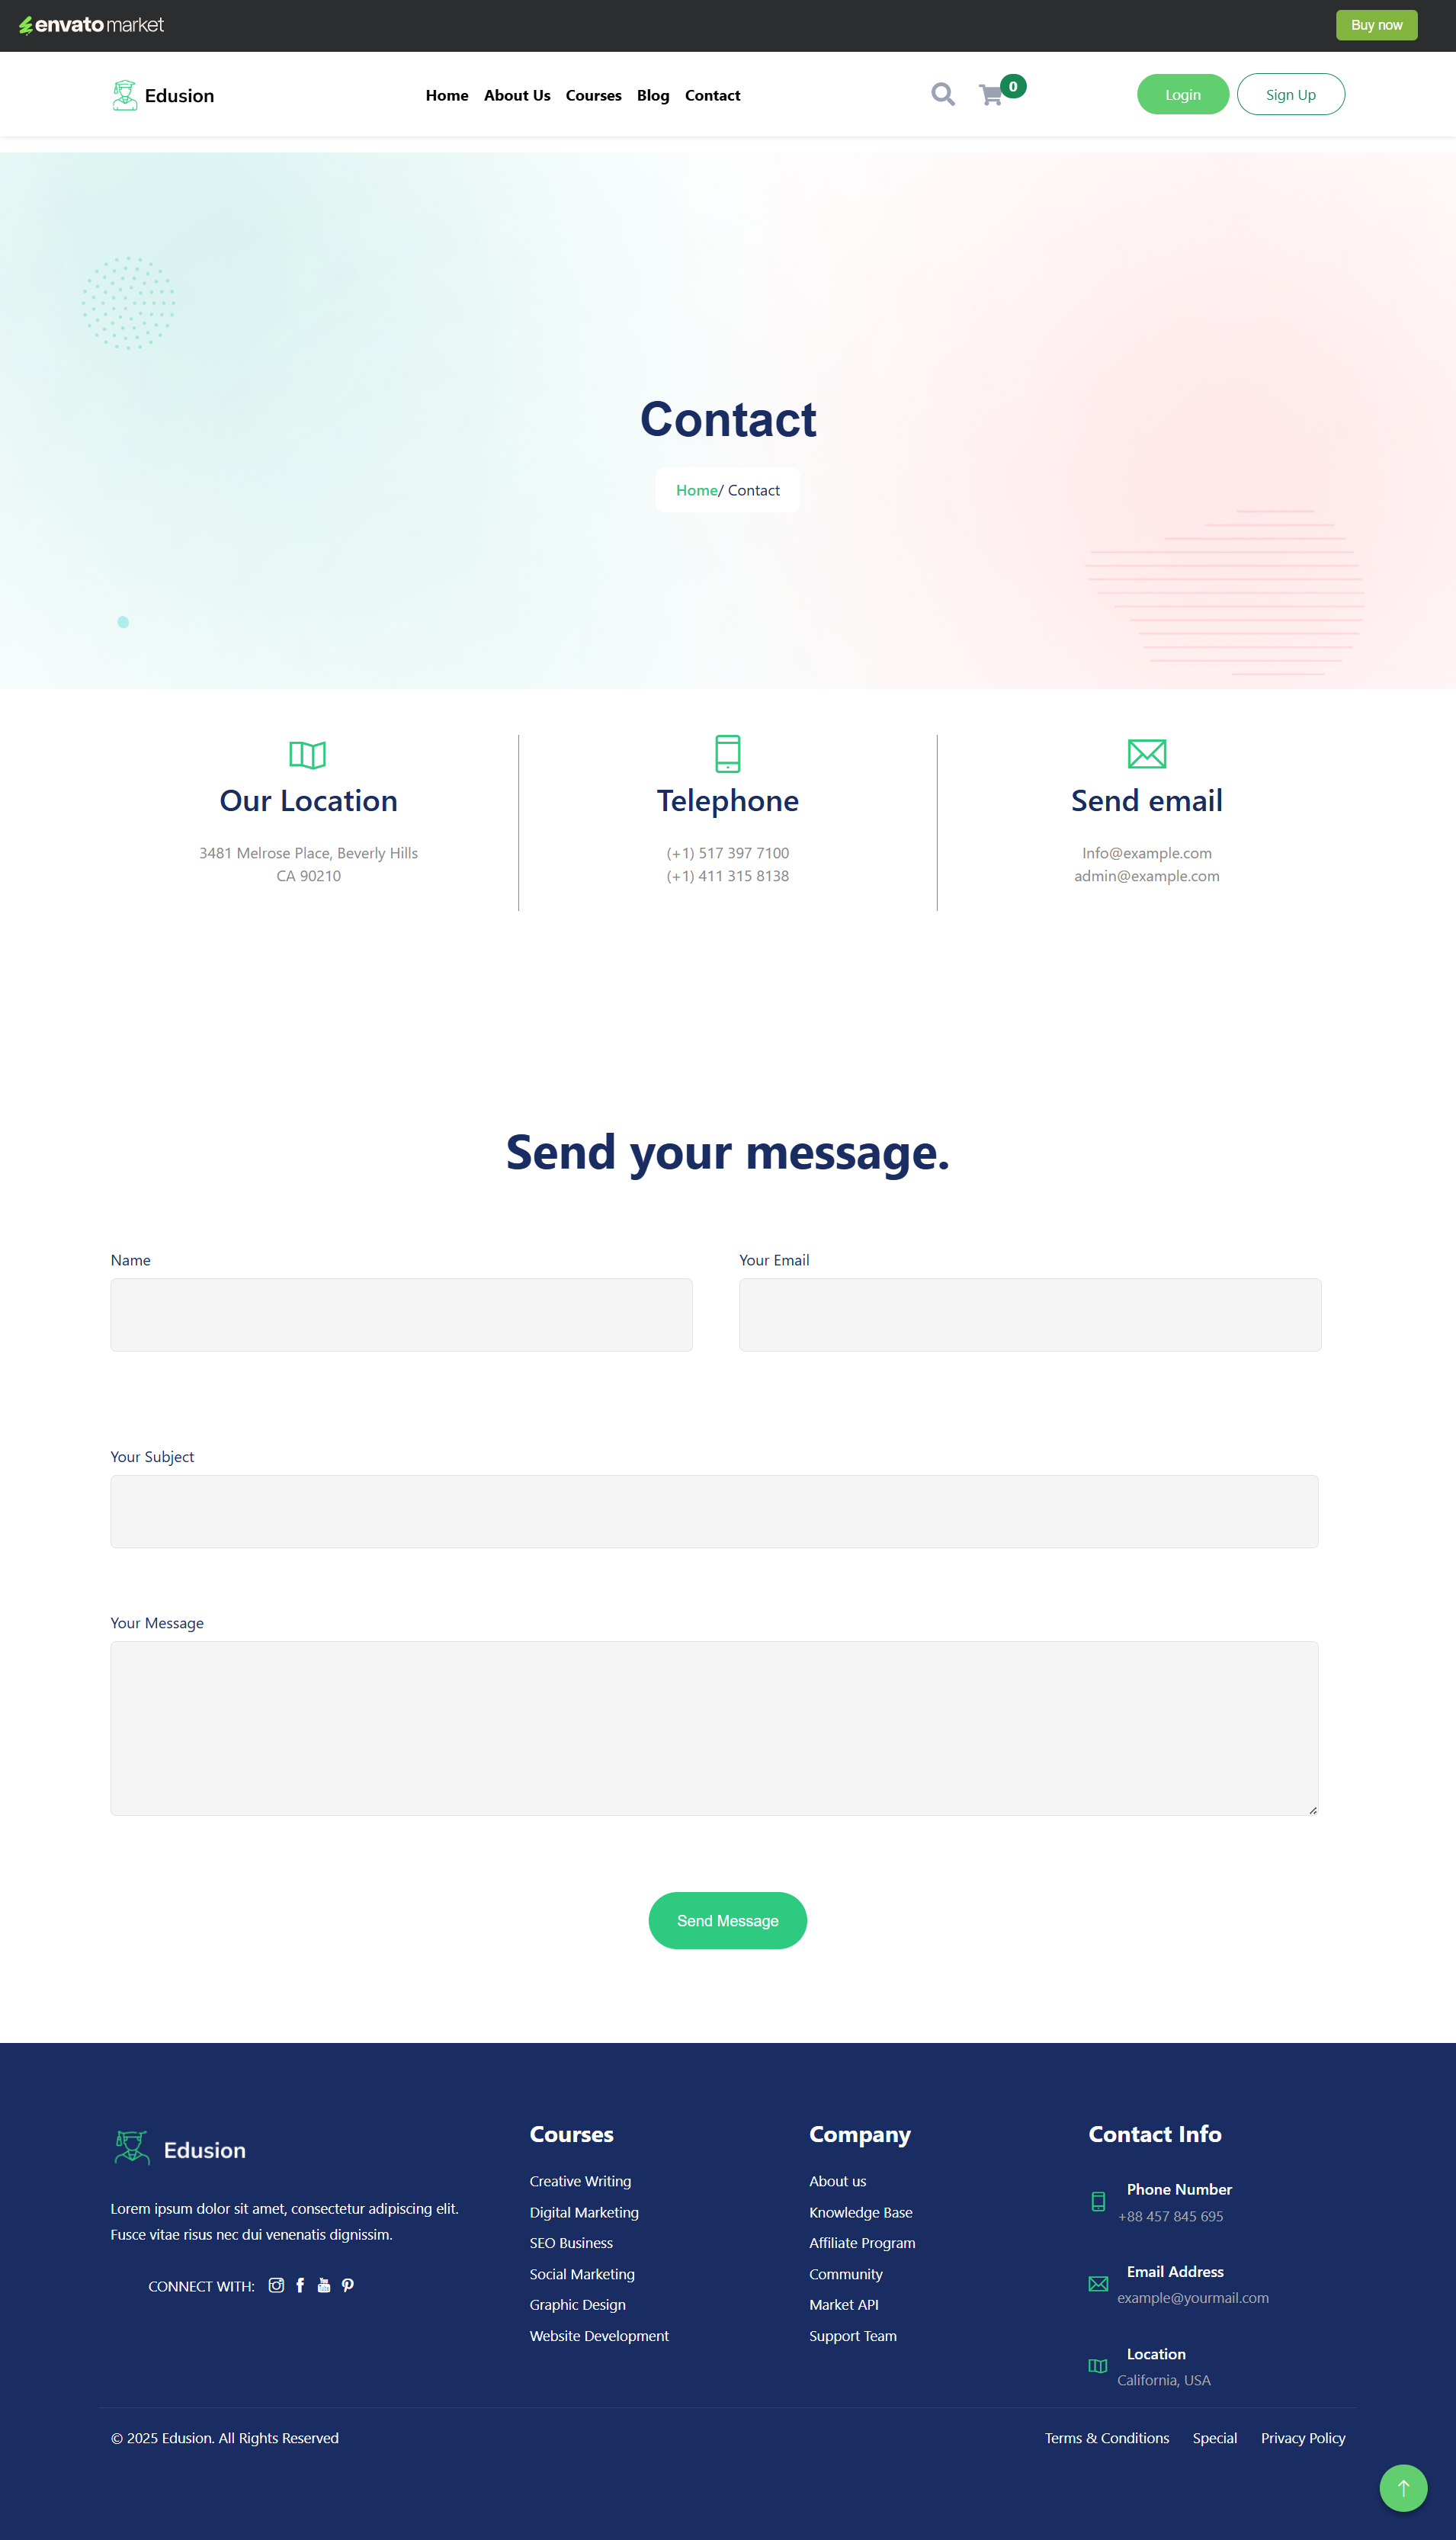 envato market
Buy now
Edusion
Home About Us Courses Blog Contact
0
Login
Sign Up
Contact
Home/ Contact
Our Location
3481 Melrose Place, Beverly Hills
CA 90210
Telephone
(+1) 517 397 7100
(+1) 411 315 8138
Send email
Info@example.com
admin@example.com
Send your message.
Name
Your Email
Your Subject
Your Message
Send Message
Edusion
Lorem ipsum dolor sit amet, consectetur adipiscing elit.
Fusce vitae risus nec dui venenatis dignissim.
CONNECT WITH:
Courses
Creative Writing
Digital Marketing
SEO Business
Social Marketing
Graphic Design
Website Development
Company
About us
Knowledge Base
Affiliate Program
Community
Market API
Support Team
Contact Info
Phone Number
+88 457 845 695
Email Address
example@yourmail.com
Location
California, USA
© 2025 Edusion. All Rights Reserved
Terms & Conditions Special Privacy Policy